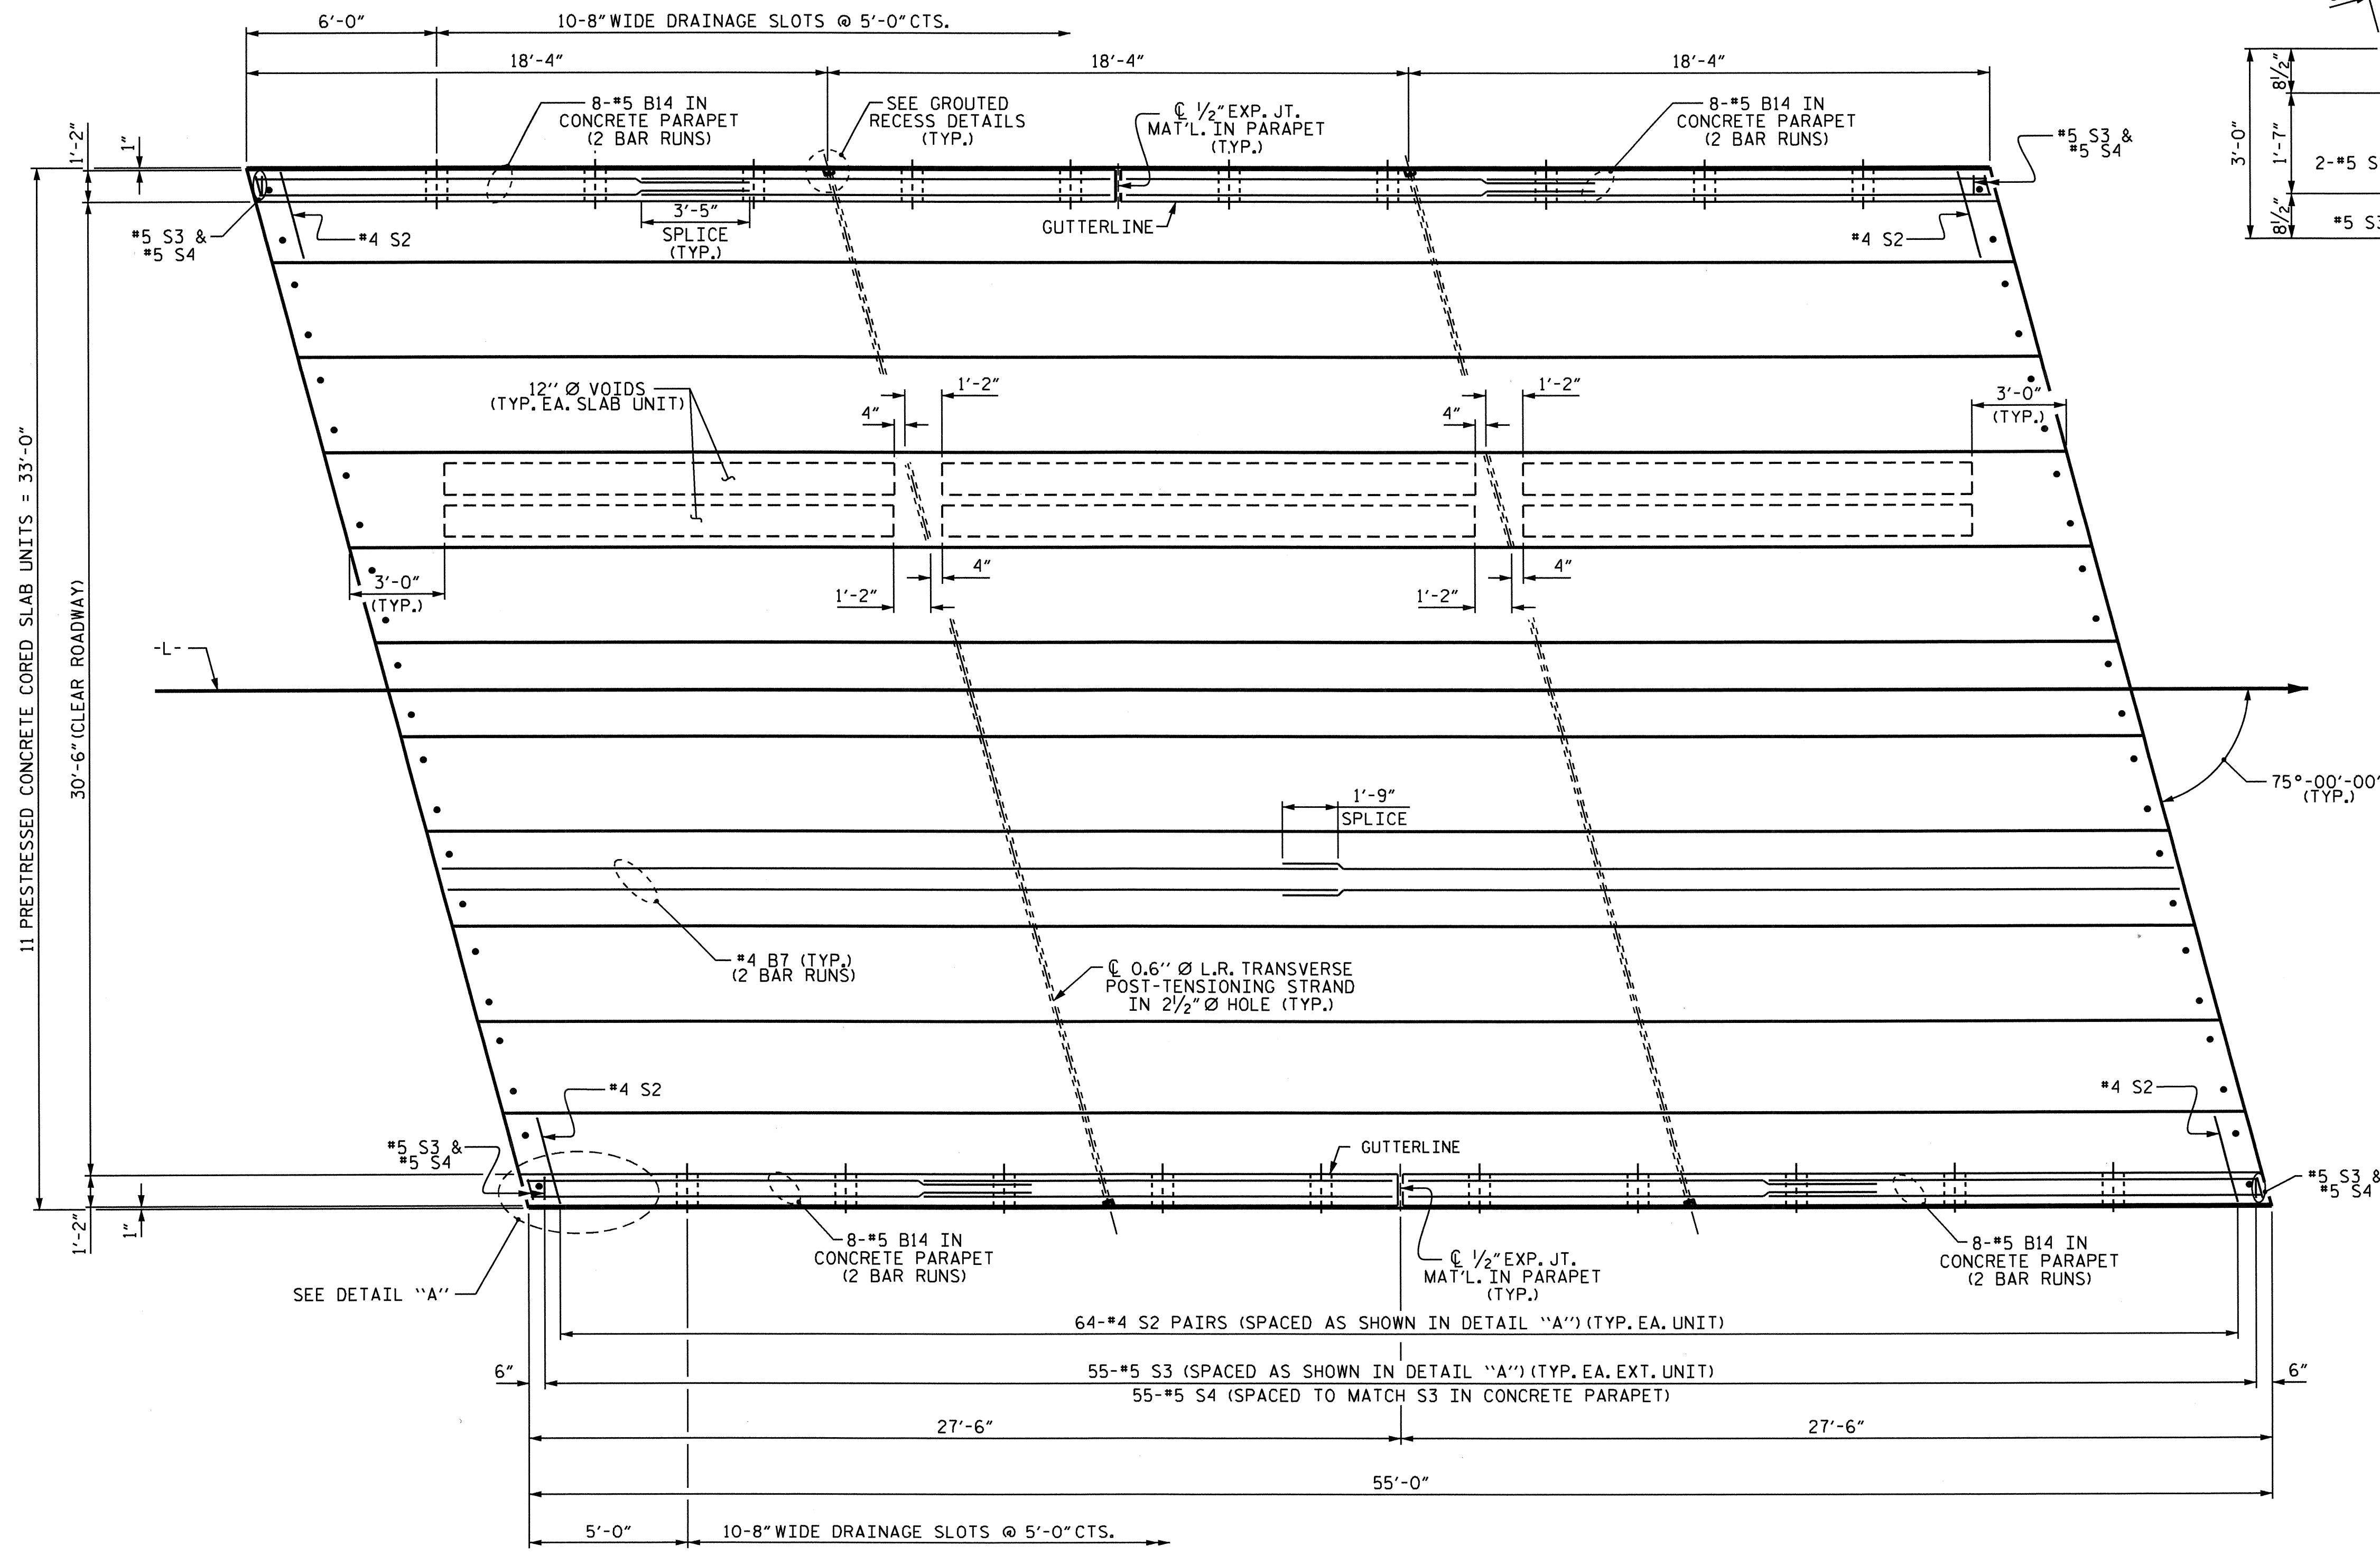 6'-0"
10-8" WIDE DRAINAGE SLOTS @ 5'-0" CTS.
18'-4"
18'-4"
18'-4"
8-#5 B14 IN
CONCRETE PARAPET
(2 BAR RUNS)
SEE GROUTED
RECESS DETAILS
(TYP.)
℄ 1/2" EXP. JT.
MAT'L. IN PARAPET
(TYP.)
8-#5 B14 IN
CONCRETE PARAPET
(2 BAR RUNS)
#5 S3 &
#5 S4
8 1/2"
3'-0"
1'-7"
2-#5 S
8 1/2"
#5 S3
1'-2"
1"
#5 S3 &
#5 S4
#4 S2
3'-5"
SPLICE
(TYP.)
GUTTERLINE
#4 S2
12" Ø VOIDS
(TYP. EA. SLAB UNIT)
1'-2"
4"
1'-2"
4"
3'-0"
(TYP.)
11 PRESTRESSED CONCRETE CORED SLAB UNITS = 33'-0"
30'-6" (CLEAR ROADWAY)
3'-0"
(TYP.)
4"
1'-2"
4"
1'-2"
-L-
75°-00'-00"
(TYP.)
1'-9"
SPLICE
#4 B7 (TYP.)
(2 BAR RUNS)
℄ 0.6" Ø L.R. TRANSVERSE
POST-TENSIONING STRAND
IN 2 1/2" Ø HOLE (TYP.)
#4 S2
#4 S2
#5 S3 &
#5 S4
GUTTERLINE
#5 S3 &
#5 S4
1'-2"
1"
8-#5 B14 IN
CONCRETE PARAPET
(2 BAR RUNS)
℄ 1/2" EXP. JT.
MAT'L. IN PARAPET
(TYP.)
8-#5 B14 IN
CONCRETE PARAPET
(2 BAR RUNS)
SEE DETAIL "A"
64-#4 S2 PAIRS (SPACED AS SHOWN IN DETAIL "A") (TYP. EA. UNIT)
6"
55-#5 S3 (SPACED AS SHOWN IN DETAIL "A") (TYP. EA. EXT. UNIT)
6"
55-#5 S4 (SPACED TO MATCH S3 IN CONCRETE PARAPET)
27'-6"
27'-6"
55'-0"
5'-0"
10-8" WIDE DRAINAGE SLOTS @ 5'-0" CTS.